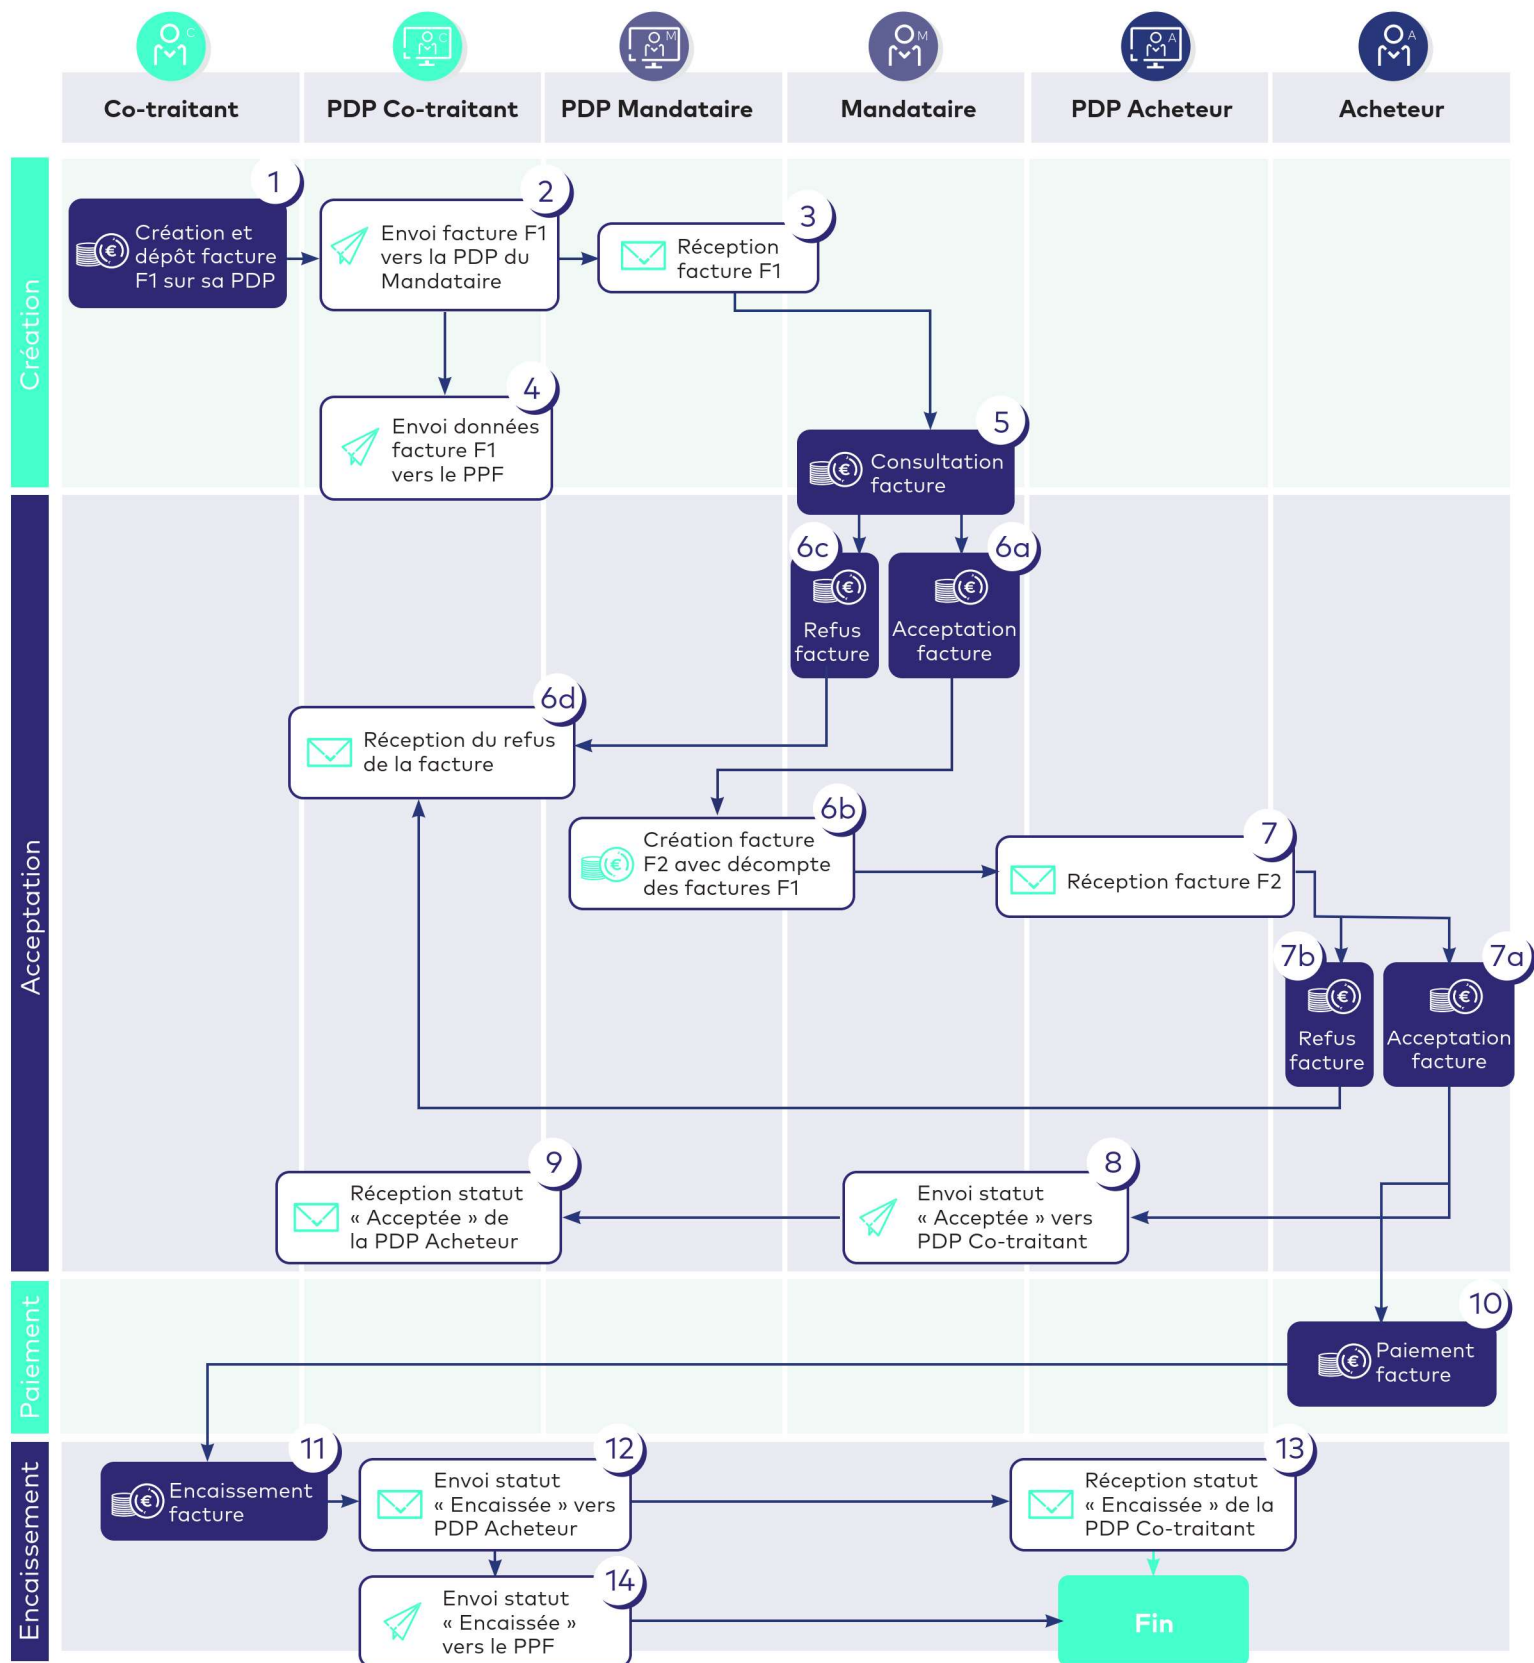 C
C
M
M
A
A
Co-traitant
PDP Co-traitant
PDP Mandataire
Mandataire
PDP Acheteur
Acheteur
Création
1
Création et
dépôt facture
F1 sur sa PDP
2
Envoi facture F1
vers la PDP du
Mandataire
3
Réception
facture F1
4
Envoi données
facture F1
vers le PPF
5
Consultation
facture
Acceptation
6c
Refus
facture
6a
Acceptation
facture
6d
Réception du refus
de la facture
6b
Création facture
F2 avec décompte
des factures F1
7
Réception facture F2
7b
Refus
facture
7a
Acceptation
facture
9
Réception statut
« Acceptée » de
la PDP Acheteur
8
Envoi statut
« Acceptée » vers
PDP Co-traitant
Paiement
10
Paiement
facture
Encaissement
11
Encaissement
facture
12
Envoi statut
« Encaissée » vers
PDP Acheteur
13
Réception statut
« Encaissée » de la
PDP Co-traitant
14
Envoi statut
« Encaissée »
vers le PPF
Fin